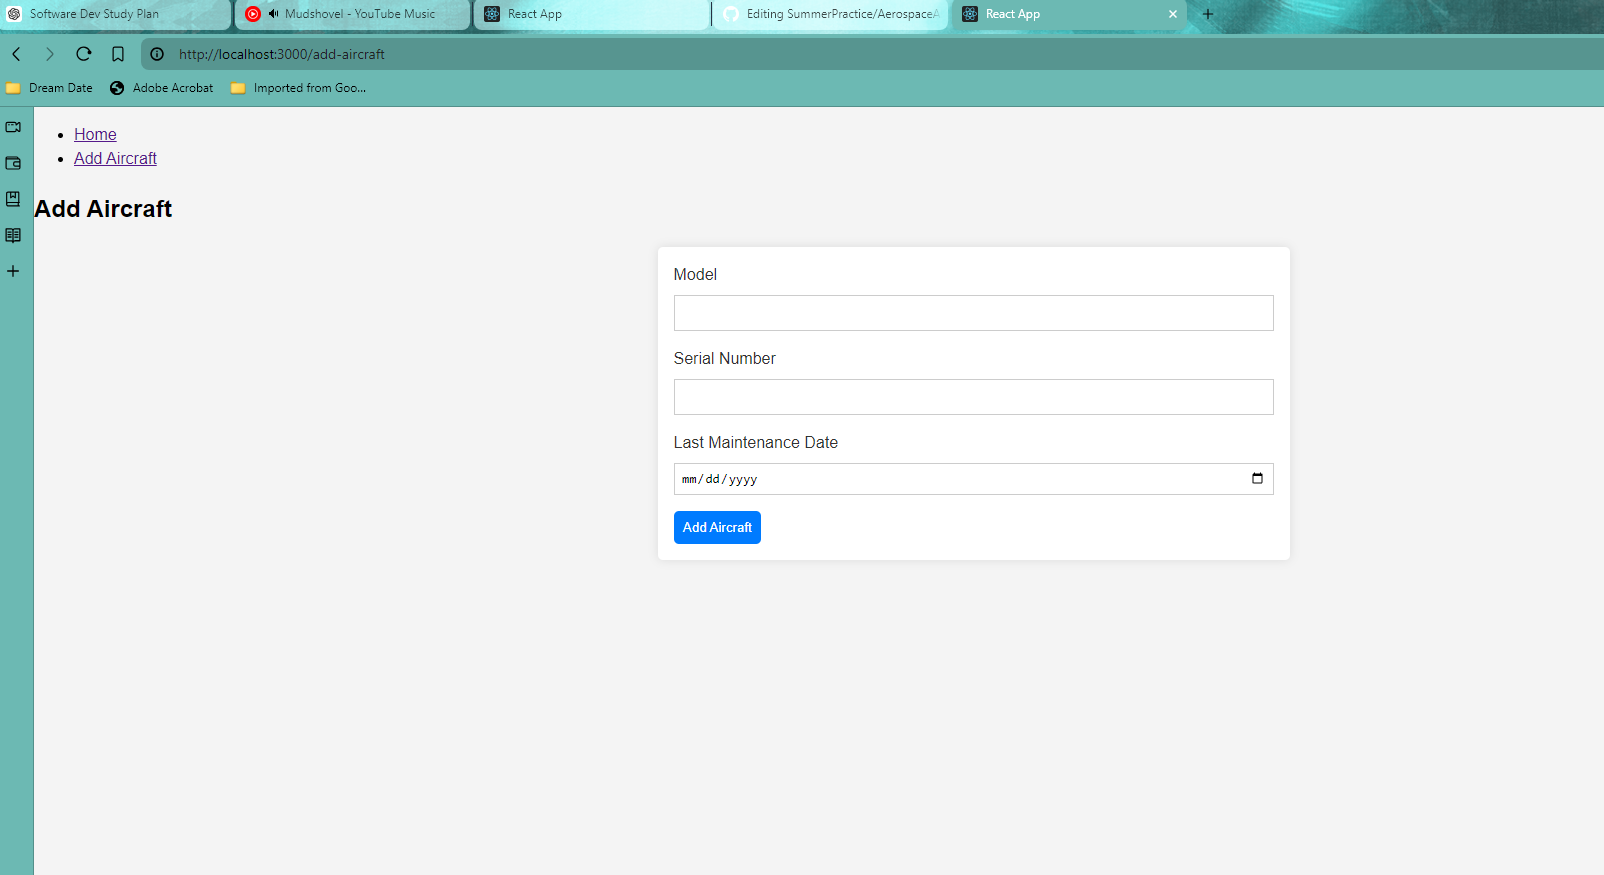 Software Dev Study Plan
Mudshovel - YouTube Music
React App
Editing SummerPractice/AerospaceA
React App
http://localhost:3000/add-aircraft
Dream Date
Adobe Acrobat
Imported from Goo...
Home
Add Aircraft
Add Aircraft
Model
Serial Number
Last Maintenance Date
mm/dd/yyyy
Add Aircraft